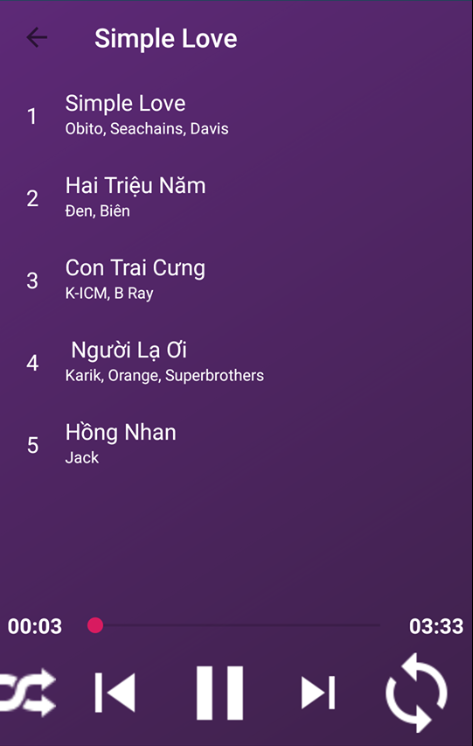 Simple Love
1
Simple Love
Obito, Seachains, Davis
2
Hai Triệu Năm
Đen, Biên
3
Con Trai Cưng
K-ICM, B Ray
4
Người Lạ Ơi
Karik, Orange, Superbrothers
5
Hồng Nhan
Jack
00:03
03:33